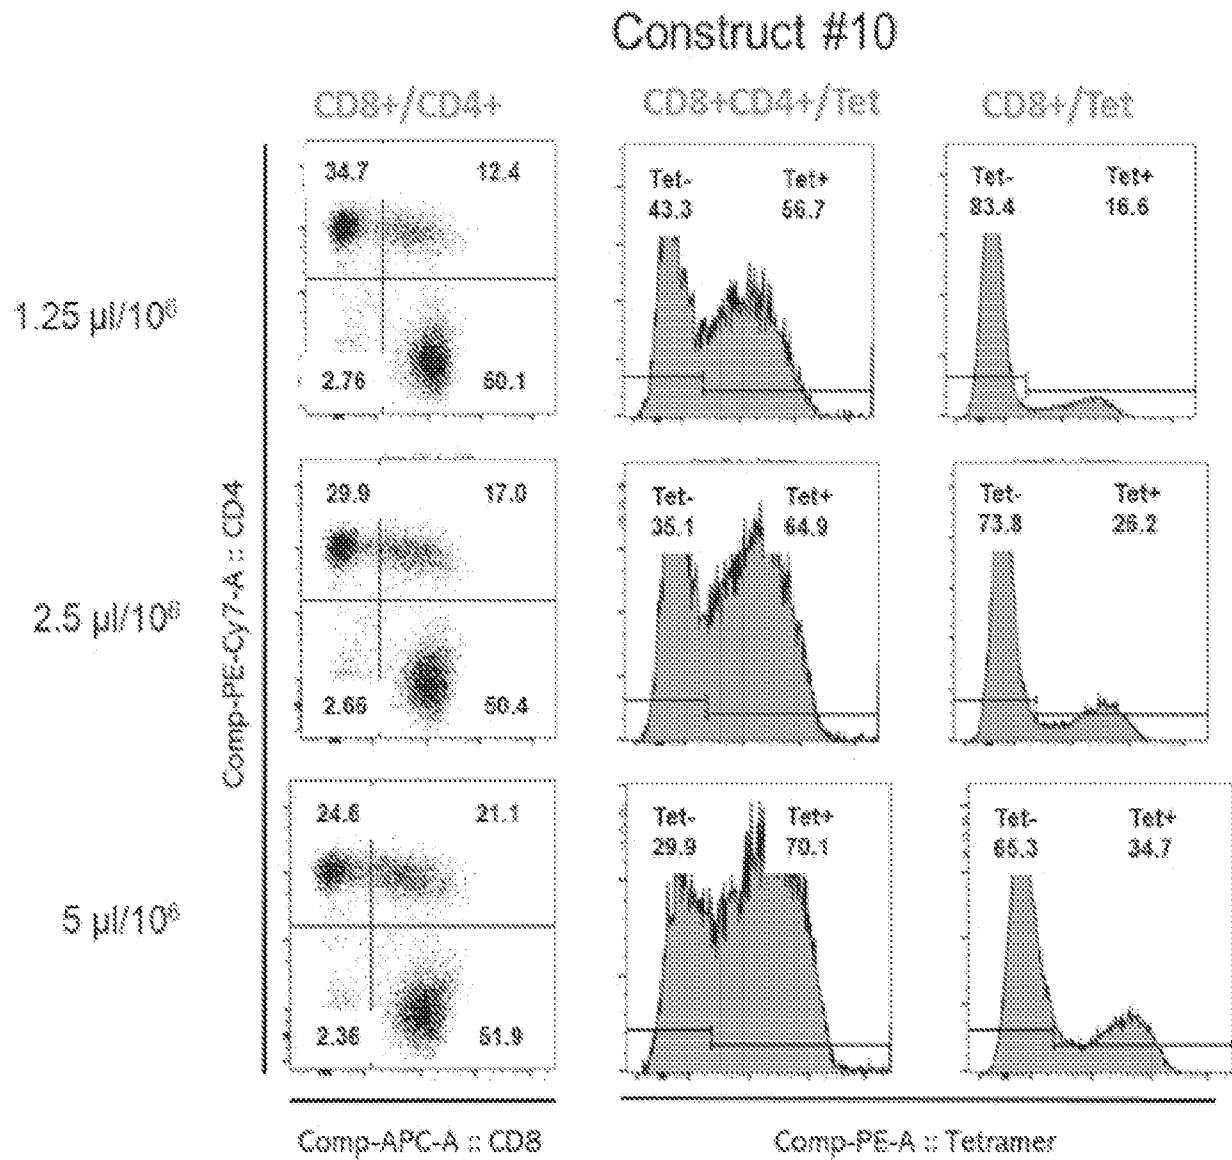 Construct #10
CD8+/CD4+ CD8+CD4+/Tet CD8+/Tet
34.7 12.4
Tet- Tet+
43.3 56.7
Tet- Tet+
83.4 16.6
1.25 µl/10⁶
2.76 50.1
29.9 17.0
Tet- Tet+
35.1 64.9
Tet- Tet+
73.8 26.2
2.5 µl/10⁶
2.66 50.4
24.6 21.1
Tet- Tet+
29.9 70.1
Tet- Tet+
65.3 34.7
5 µl/10⁶
2.36 51.9
Comp-PE-Cy7-A :: CD4
Comp-APC-A :: CD8 Comp-PE-A :: Tetramer